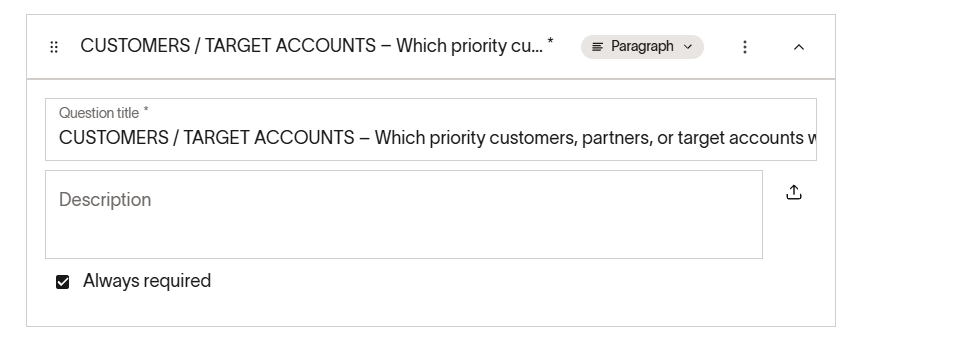 CUSTOMERS / TARGET ACCOUNTS – Which priority cu... *
Paragraph
Question title *
CUSTOMERS / TARGET ACCOUNTS – Which priority customers, partners, or target accounts
Description
Always required